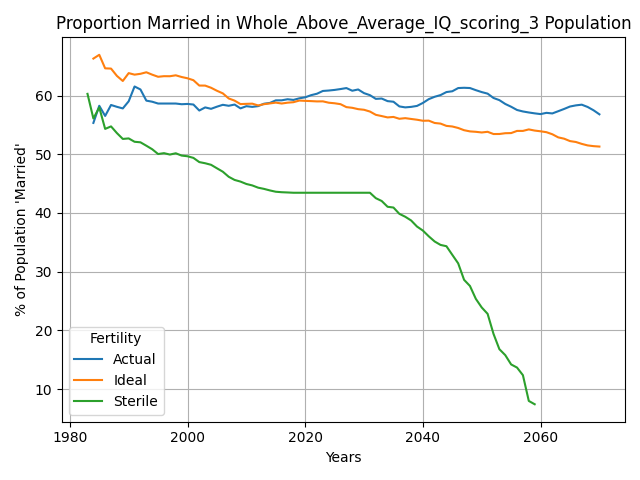 Proportion Married in Whole_Above_Average_IQ_scoring_3 Population
% of Population 'Married'
60
50
40
30
20
10
Fertility
Actual
Ideal
Sterile
1980
2000
2020
2040
2060
Years